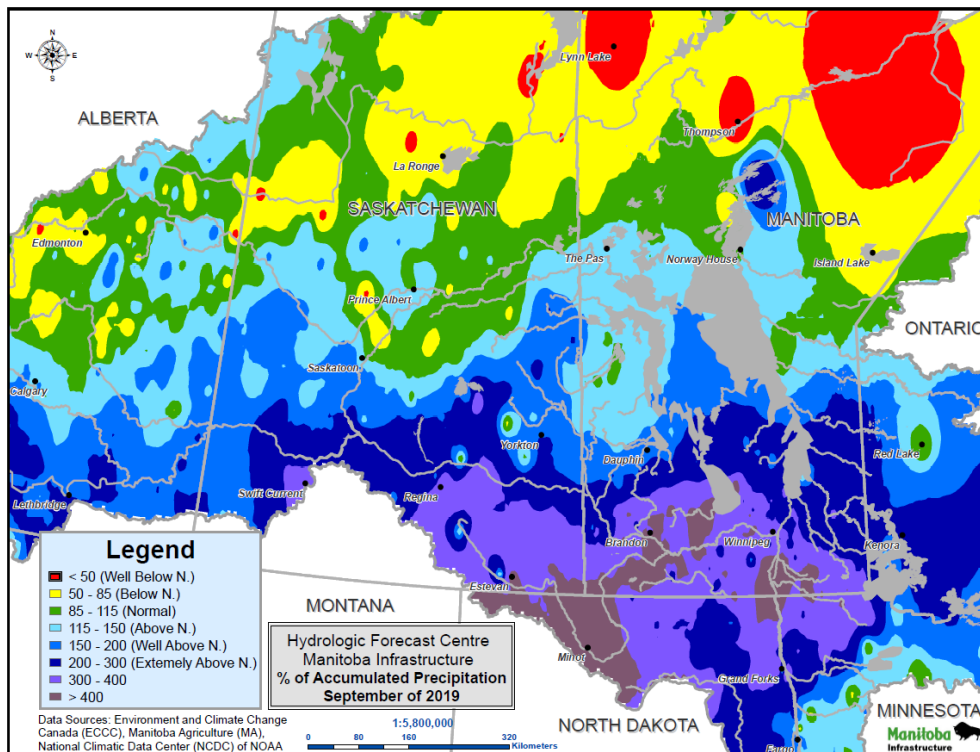 N
W E
S
Lynn Lake
ALBERTA
Thompson
La Ronge
SASKATCHEWAN
MANITOBA
Edmonton
The Pas
Norway House
Island Lake
Prince Albert
ONTARIO
Saskatoon
Calgary
Yorkton
Red Lake
Dauphin
Swift Current
Regina
Lethbridge
Brandon
Winnipeg
Kenora
Legend
< 50 (Well Below N.)
50 - 85 (Below N.)
85 - 115 (Normal)
115 - 150 (Above N.)
150 - 200 (Well Above N.)
200 - 300 (Extemely Above N.)
300 - 400
> 400
Estevan
MONTANA
Hydrologic Forecast Centre
Manitoba Infrastructure
% of Accumulated Precipitation
September of 2019
Minot
Grand Forks
MINNESOTA
NORTH DAKOTA
Fargo
Data Sources: Environment and Climate Change
Canada (ECCC), Manitoba Agriculture (MA),
National Climatic Data Center (NCDC) of NOAA
1:5,800,000
0 40 80 160 240 320
Kilometers
Manitoba
Infrastructure